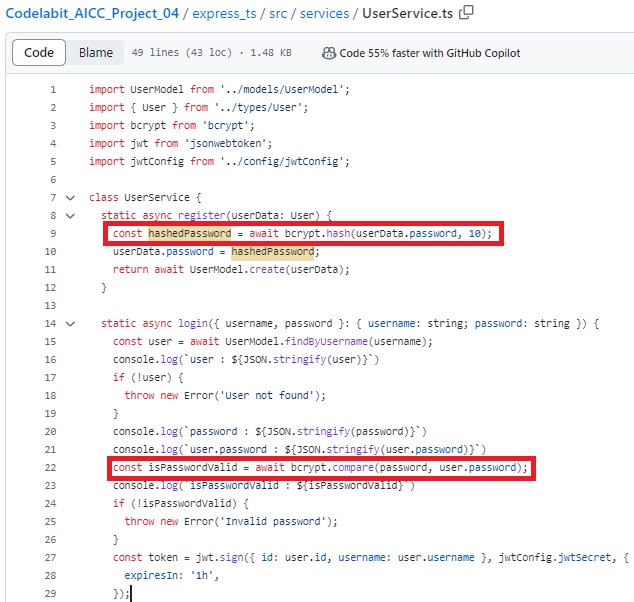 Codelabit_AICC_Project_04 / express_ts / src / services / UserService.ts
Code Blame 49 lines (43 loc) · 1.48 KB Code 55% faster with GitHub Copilot
1 import UserModel from '../models/UserModel';
2 import { User } from '../types/User';
3 import bcrypt from 'bcrypt';
4 import jwt from 'jsonwebtoken';
5 import jwtConfig from '../config/jwtConfig';
6
7 class UserService {
8 static async register(userData: User) {
9 const hashedPassword = await bcrypt.hash(userData.password, 10);
10 userData.password = hashedPassword;
11 return await UserModel.create(userData);
12 }
13
14 static async login({ username, password }: { username: string; password: string }) {
15 const user = await UserModel.findByUsername(username);
16 console.log(`user : ${JSON.stringify(user)}`)
17 if (!user) {
18 throw new Error('User not found');
19 }
20 console.log(`password : ${JSON.stringify(password)}`)
21 console.log(`user.password : ${JSON.stringify(user.password)}`)
22 const isPasswordValid = await bcrypt.compare(password, user.password);
23 console.log(`isPasswordValid : ${isPasswordValid}`)
24 if (!isPasswordValid) {
25 throw new Error('Invalid password');
26 }
27 const token = jwt.sign({ id: user.id, username: user.username }, jwtConfig.jwtSecret, {
28 expiresIn: '1h',
29 });